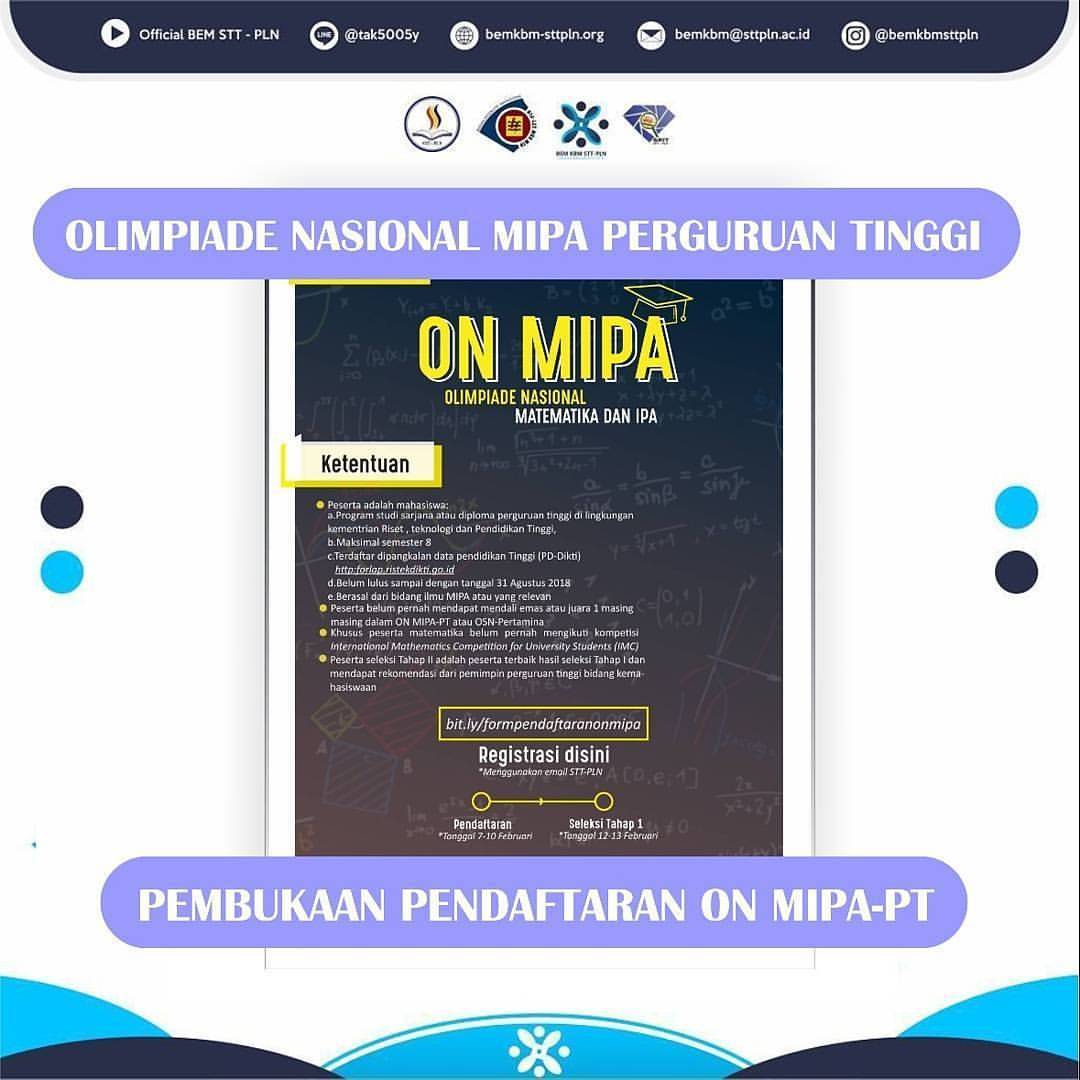 Official BEM STT - PLN
@tak5005y
bemkbm-sttpln.org
bemkbm@sttpln.ac.id
@bemkbmsttpln
BEM KBM STT-PLN
OLIMPIADE NASIONAL MIPA PERGURUAN TINGGI
ON MIPA
OLIMPIADE NASIONAL
MATEMATIKA DAN IPA
Ketentuan
Peserta adalah mahasiswa:
a.Program studi sarjana atau diploma perguruan tinggi di lingkungan
kementrian Riset , teknologi dan Pendidikan Tinggi,
b.Maksimal semester 8
c.Terdaftar dipangkalan data pendidikan Tinggi (PD-Dikti)
http:forlap.ristekdikti.go.id
d.Belum lulus sampai dengan tanggal 31 Agustus 2018
e.Berasal dari bidang ilmu MIPA atau yang relevan
Peserta belum pernah mendapat mendali emas atau juara 1 masing
masing dalam ON MIPA-PT atau OSN-Pertamina
Khusus peserta matematika belum pernah mengikuti kompetisi
International Mathematics Competition for University Students (IMC)
Peserta seleksi Tahap II adalah peserta terbaik hasil seleksi Tahap I dan
mendapat rekomendasi dari pemimpin perguruan tinggi bidang kema-
hasiswaan
bit.ly/formpendaftaranonmipa
Registrasi disini
*Menggunakan email STT-PLN
Pendaftaran
*Tanggal 7-10 Februari
Seleksi Tahap 1
*Tanggal 12-13 Februari
PEMBUKAAN PENDAFTARAN ON MIPA-PT